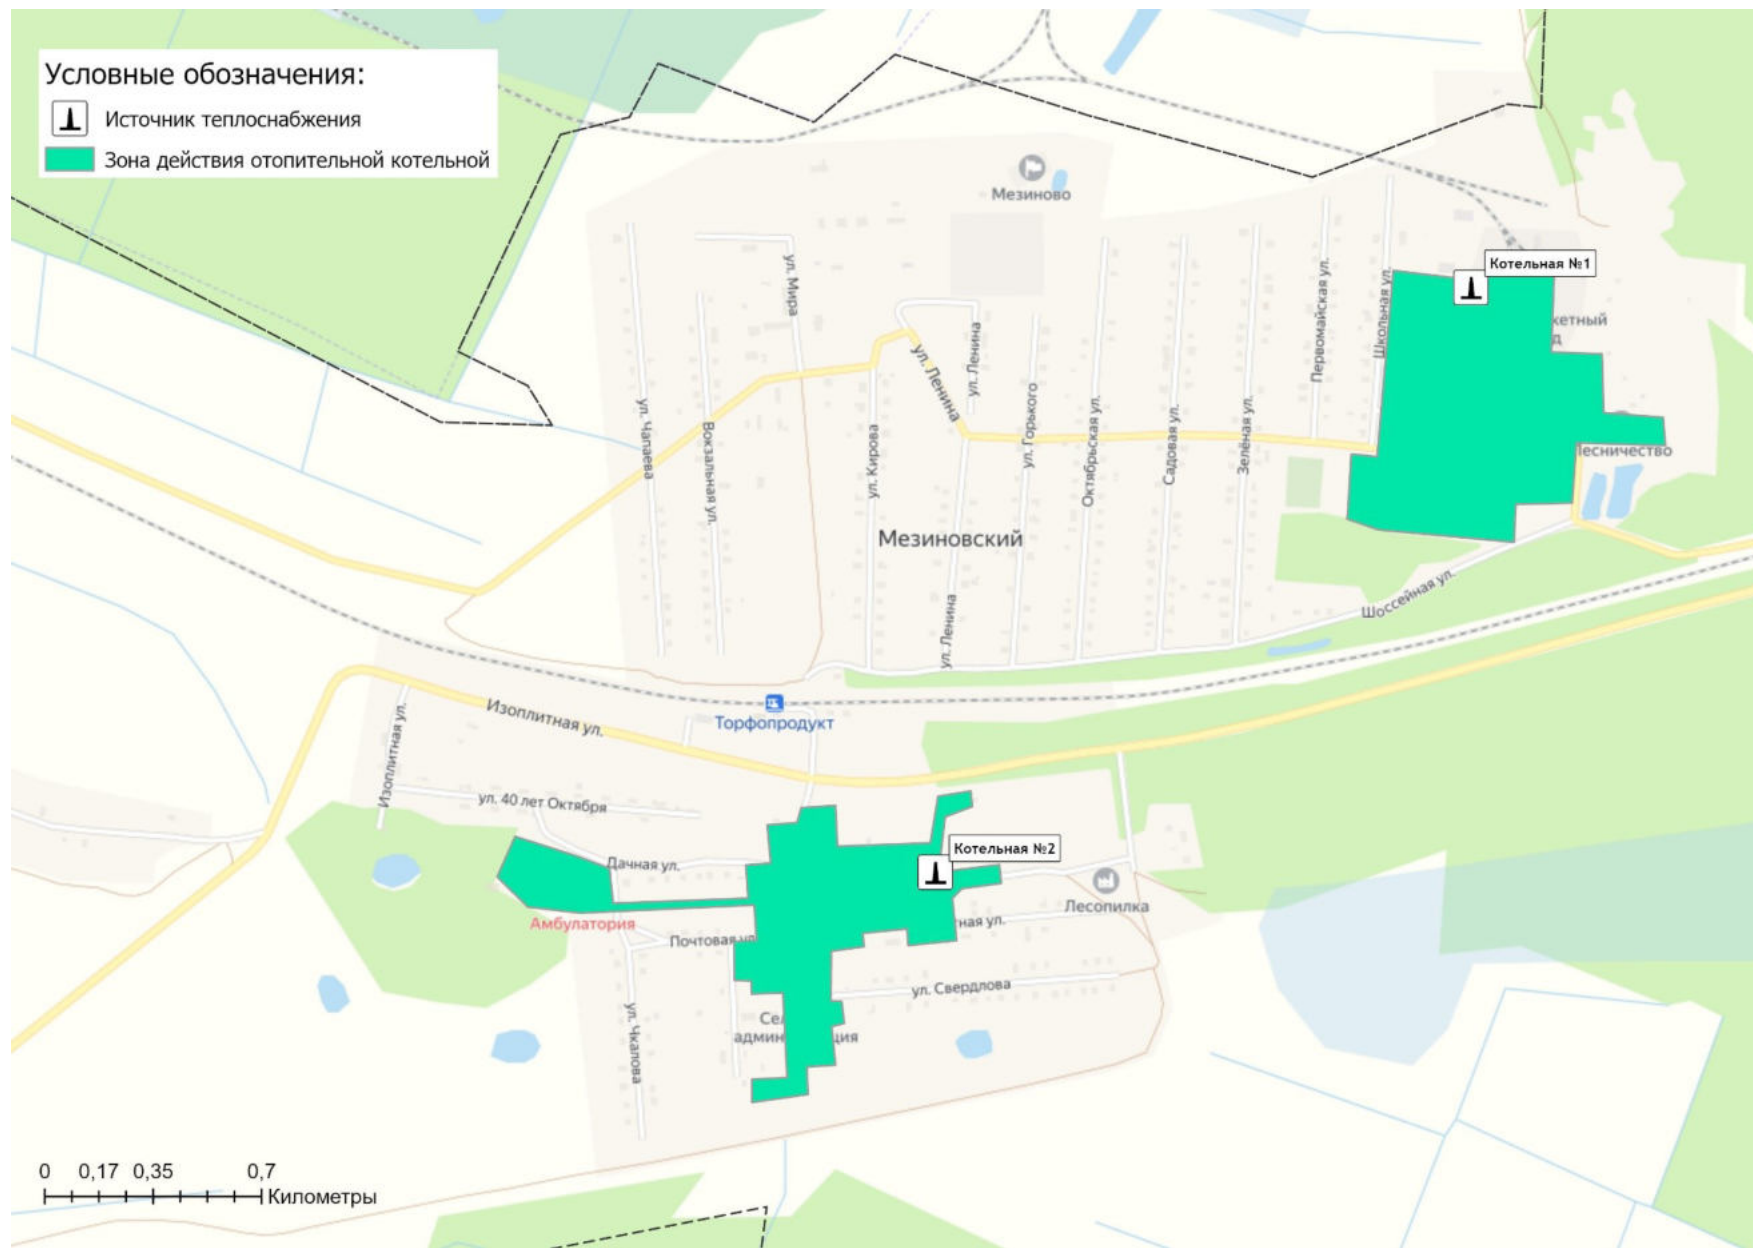 Условные обозначения:
Источник теплоснабжения
Зона действия отопительной котельной
Мезиново
Котельная №1
ул. Мира
Первомайская ул.
Школьная ул.
ул. Ленина
ул. Ленина
ул. Чапаева
Вокзальная ул.
ул. Кирова
ул. Горького
Октябрьская ул.
Садовая ул.
Зелёная ул.
Лесничество
Мезиновский
ул. Ленина
Шоссейная ул.
Изоплитная ул.
Торфопродукт
Изоплитная ул.
ул. 40 лет Октября
Котельная №2
Дачная ул.
Лесопилка
Амбулатория
Почтовая ул.
ул. Свердлова
ул. Чкалова
0 0,17 0,35 0,7
Километры